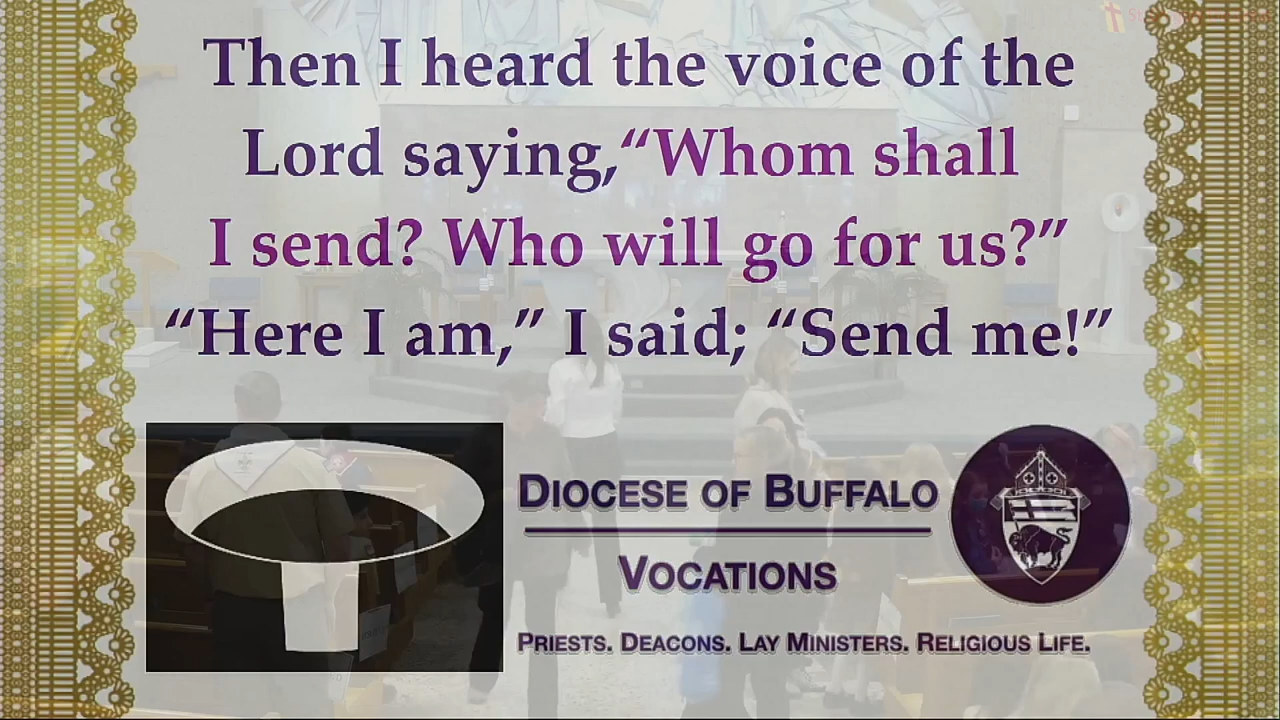 Then I heard the voice of the
Lord saying,“Whom shall
I send? Who will go for us?”
“Here I am,” I said; “Send me!”
DIOCESE OF BUFFALO
VOCATIONS
PRIESTS. DEACONS. LAY MINISTERS. RELIGIOUS LIFE.